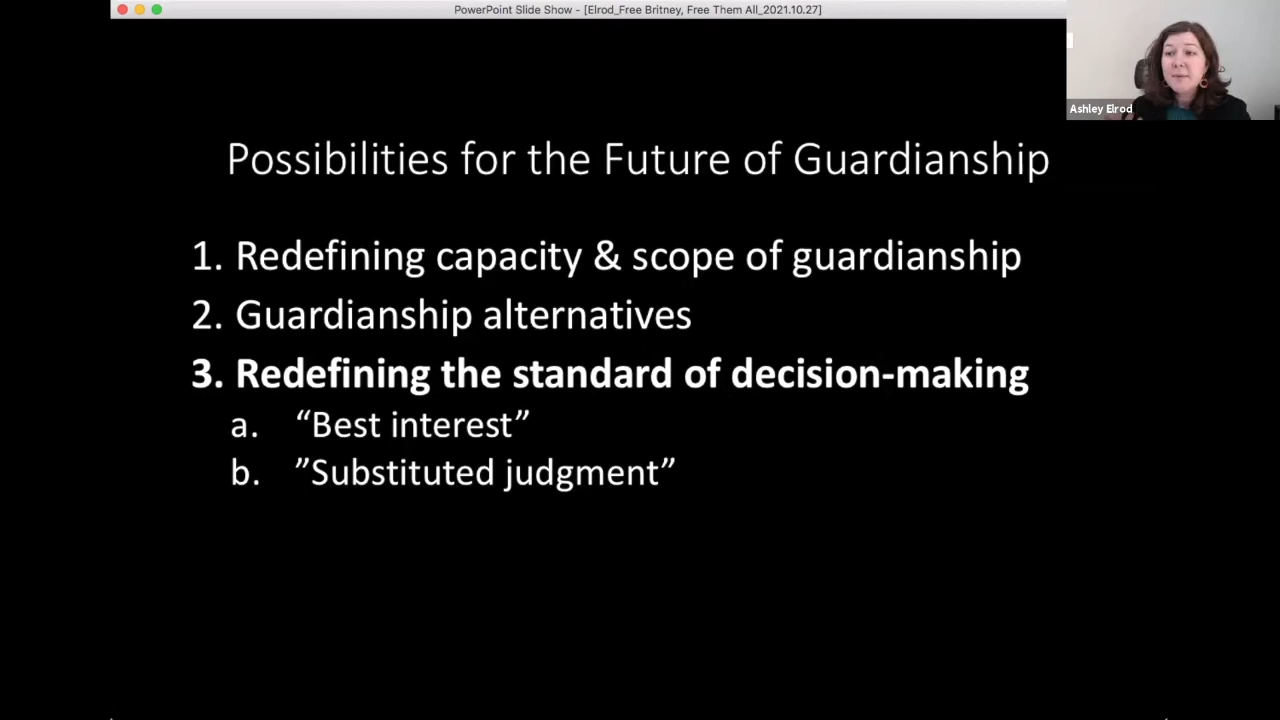 PowerPoint Slide Show - [Elrod_Free Britney, Free Them All_2021.10.27]
Ashley Elrod
Possibilities for the Future of Guardianship
1. Redefining capacity & scope of guardianship
2. Guardianship alternatives
3. Redefining the standard of decision-making
a. “Best interest”
b. ”Substituted judgment”